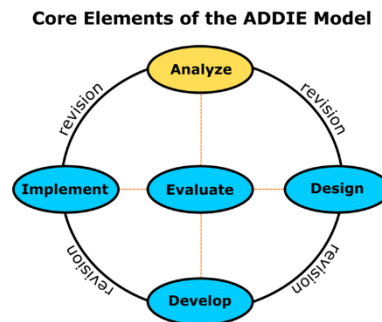 Core Elements of the ADDIE Model
Analyze
revision
revision
Implement
Evaluate
Design
revision
revision
Develop